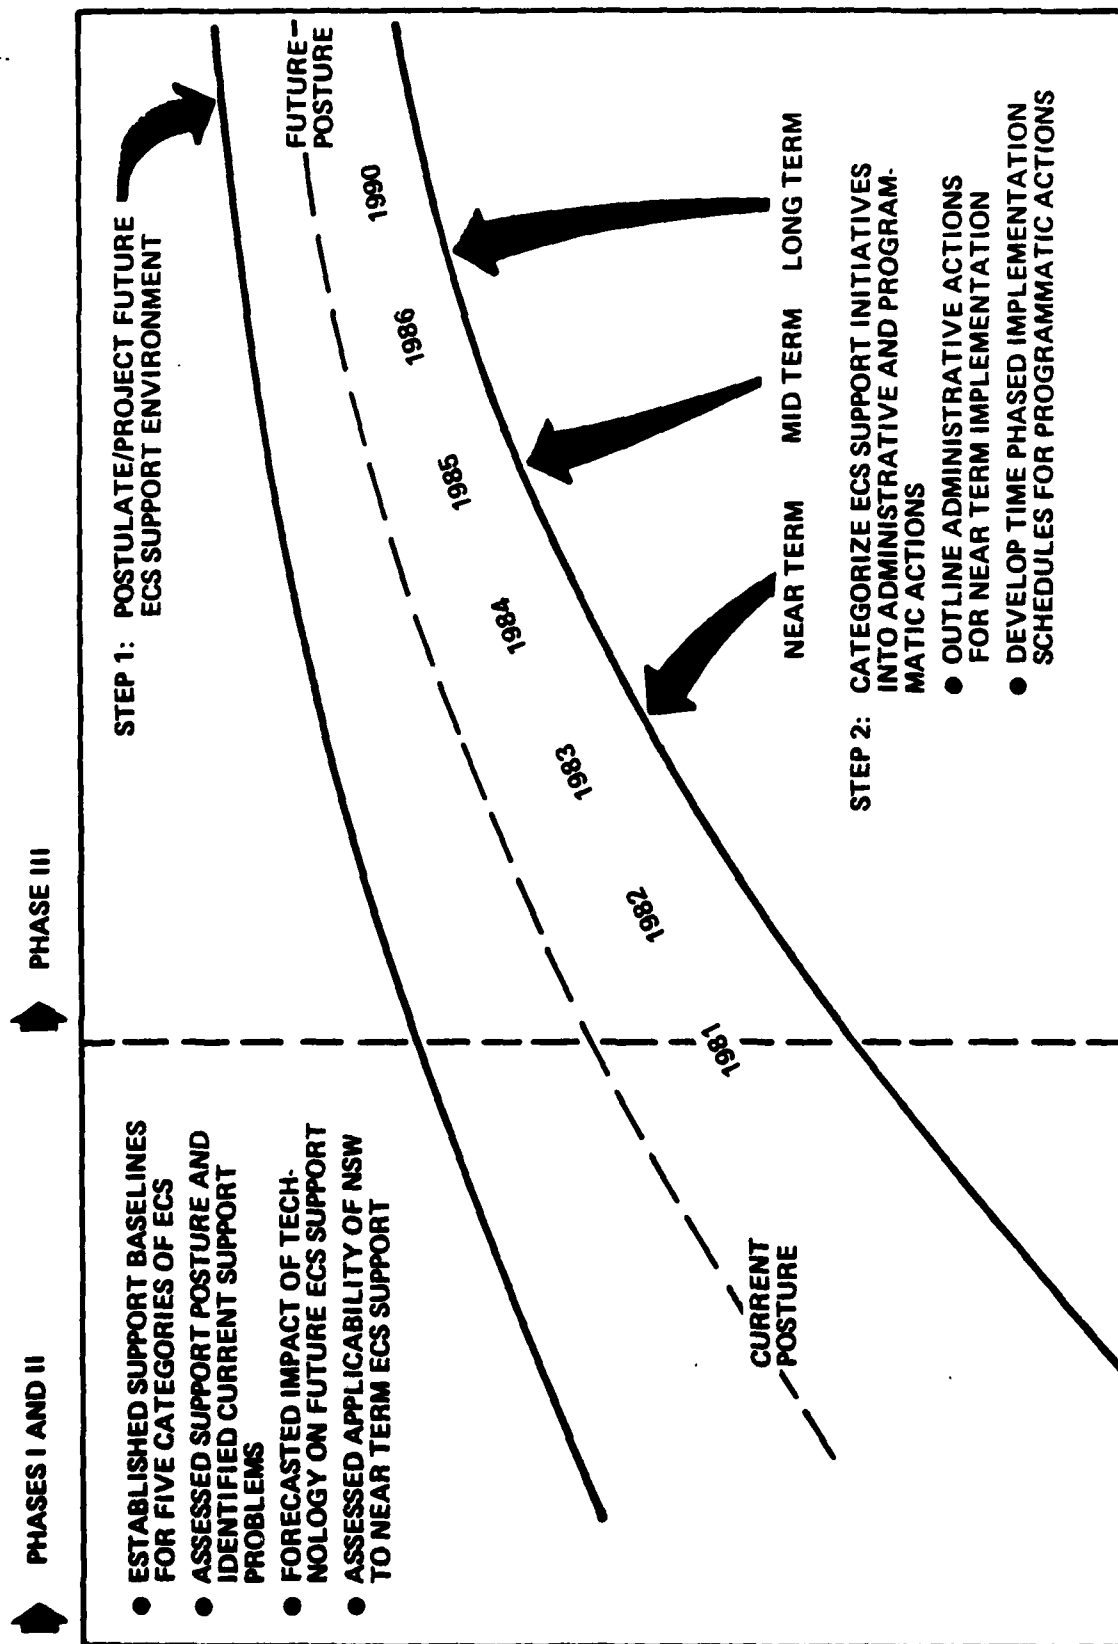 PHASES I AND II
PHASE III
● ESTABLISHED SUPPORT BASELINES
FOR FIVE CATEGORIES OF ECS
● ASSESSED SUPPORT POSTURE AND
IDENTIFIED CURRENT SUPPORT
PROBLEMS
● FORECASTED IMPACT OF TECH-
NOLOGY ON FUTURE ECS SUPPORT
● ASSESSED APPLICABILITY OF NSW
TO NEAR TERM ECS SUPPORT
STEP 1: POSTULATE/PROJECT FUTURE
ECS SUPPORT ENVIRONMENT
FUTURE
POSTURE
CURRENT
POSTURE
1981
1982
1983
1984
1985
1986
1990
NEAR TERM
MID TERM
LONG TERM
STEP 2: CATEGORIZE ECS SUPPORT INITIATIVES
INTO ADMINISTRATIVE AND PROGRAM-
MATIC ACTIONS
● OUTLINE ADMINISTRATIVE ACTIONS
FOR NEAR TERM IMPLEMENTATION
● DEVELOP TIME PHASED IMPLEMENTATION
SCHEDULES FOR PROGRAMMATIC ACTIONS